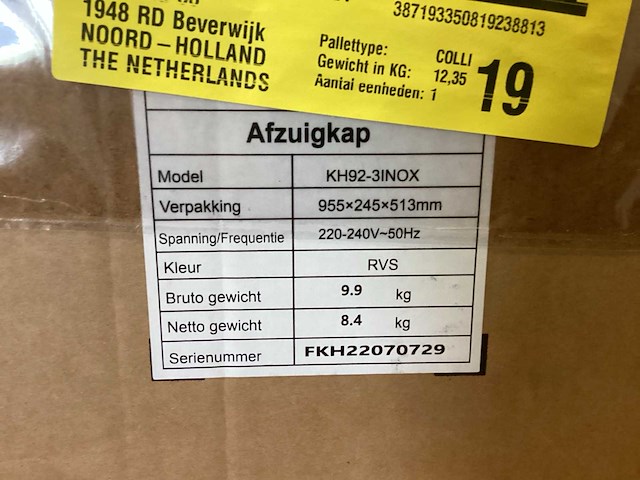 1948 RD Beverwijk
NOORD – HOLLAND
THE NETHERLANDS
387193350819238813
Pallettype: COLLI
Gewicht in KG: 12,35
Aantal eenheden: 1
19
Afzuigkap
Model KH92-3INOX
Verpakking 955×245×513mm
Spanning/Frequentie 220-240V~50Hz
Kleur RVS
Bruto gewicht 9.9 kg
Netto gewicht 8.4 kg
Serienummer FKH22070729